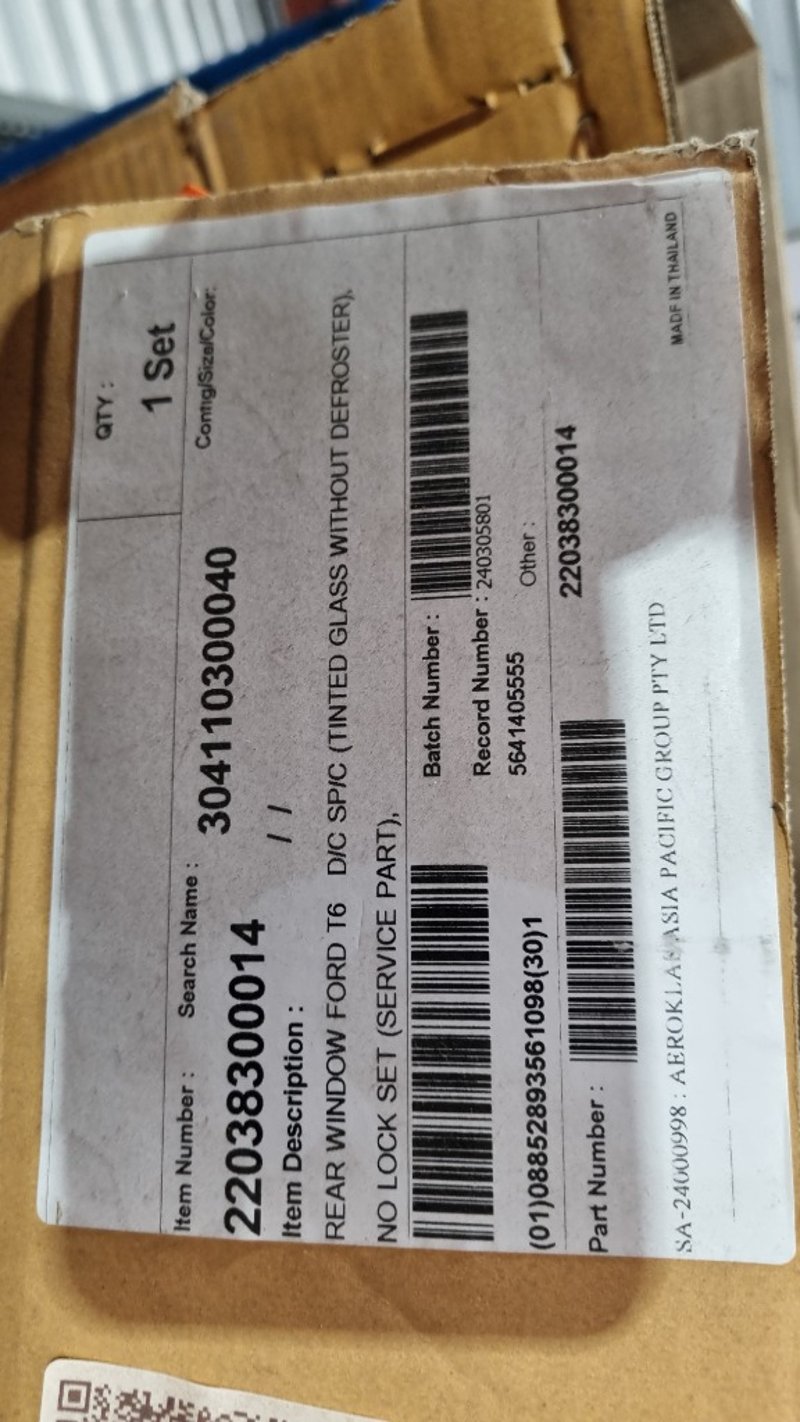 QTY :
1 Set
Item Number :
Search Name :
Config/Size/Color:
22038300014
304110300040
/ /
Item Description :
REAR WINDOW FORD T6 D/C SP/C (TINTED GLASS WITHOUT DEFROSTER),
NO LOCK SET (SERVICE PART),
Batch Number :
Record Number : 240305801
(01)08852893561098(30)1
5641405555
Other :
Part Number :
22038300014
SA-24000998 : AEROKLAS ASIA PACIFIC GROUP PTY LTD
MADE IN THAILAND